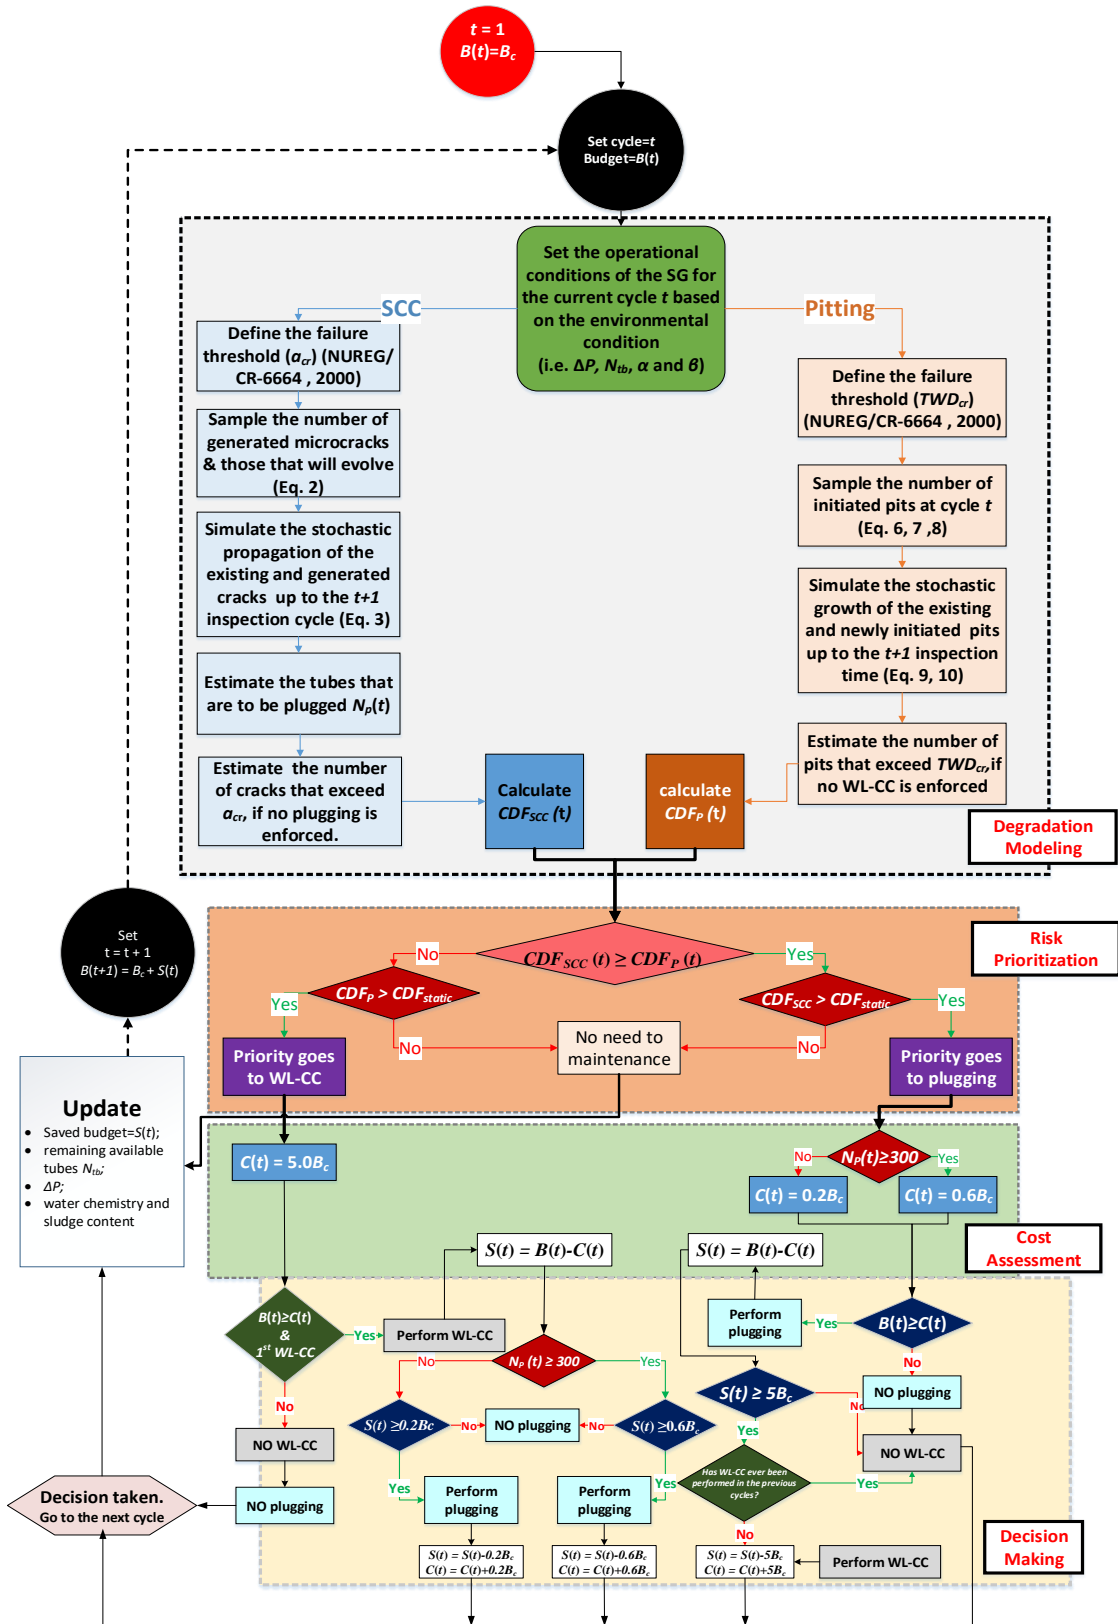 t = 1
B(t)=Bc
Set cycle=t
Budget=B(t)
Set the operational
conditions of the SG for
the current cycle t based
on the environmental
condition
(i.e. ΔP, Ntb, α and β)
SCC
Pitting
Define the failure
threshold (acr) (NUREG/
CR-6664 , 2000)
Sample the number of
generated microcracks
& those that will evolve
(Eq. 2)
Simulate the stochastic
propagation of the
existing and generated
cracks up to the t+1
inspection cycle (Eq. 3)
Estimate the tubes that
are to be plugged Np(t)
Estimate the number
of cracks that exceed
acr, if no plugging is
enforced.
Define the failure
threshold (TWDcr)
(NUREG/CR-6664 , 2000)
Sample the number of
initiated pits at cycle t
(Eq. 6, 7 ,8)
Simulate the stochastic
growth of the existing
and newly initiated pits
up to the t+1 inspection
time (Eq. 9, 10)
Estimate the number of
pits that exceed TWDcr,if
no WL-CC is enforced
Calculate
CDFSCC (t)
calculate
CDFP (t)
Degradation
Modeling
Set
t = t + 1
B(t+1) = Bc + S(t)
CDFSCC (t) ≥ CDFP (t)
No
Yes
Risk
Prioritization
CDFP > CDFstatic
CDFSCC > CDFstatic
Yes
No
No
Yes
No need to
maintenance
Priority goes
to WL-CC
Priority goes
to plugging
Update
• Saved budget=S(t);
• remaining available
tubes Ntb;
• ΔP;
• water chemistry and
sludge content
C(t) = 5.0Bc
NP(t)≥300
No
Yes
C(t) = 0.2Bc
C(t) = 0.6Bc
Cost
Assessment
S(t) = B(t)-C(t)
S(t) = B(t)-C(t)
B(t)≥C(t)
&
1st WL-CC
Yes
Perform WL-CC
Perform
plugging
Yes
B(t)≥C(t)
No
NP (t) ≥ 300
Yes
No
S(t) ≥ 5Bc
NO plugging
No
No
S(t) ≥0.2Bc
No
NO plugging
No
S(t) ≥0.6Bc
Yes
NO WL-CC
NO WL-CC
Has WL-CC ever been
performed in the previous
cycles?
Yes
Yes
Yes
Decision taken.
Go to the next cycle
NO plugging
Perform
plugging
Perform
plugging
No
Decision
Making
S(t) = S(t)-0.2Bc
C(t) = C(t)+0.2Bc
S(t) = S(t)-0.6Bc
C(t) = C(t)+0.6Bc
S(t) = S(t)-5Bc
C(t) = C(t)+5Bc
Perform WL-CC